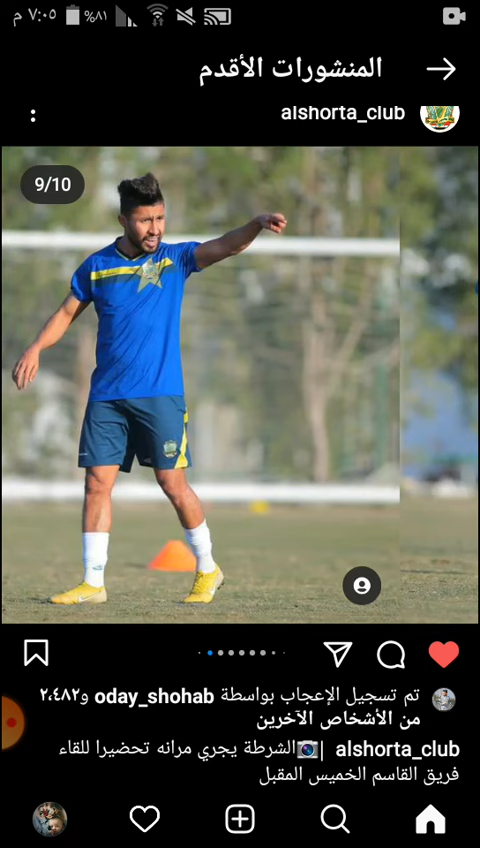 ٧:٠٥ م
%٨١
المنشورات الأقدم
alshorta_club
9/10
تم تسجيل الإعجاب بواسطة oday_shohab و٢،٤٨٢
من الأشخاص الآخرين
alshorta_club |📷الشرطة يجري مرانه تحضيرا للقاء
فريق القاسم الخميس المقبل